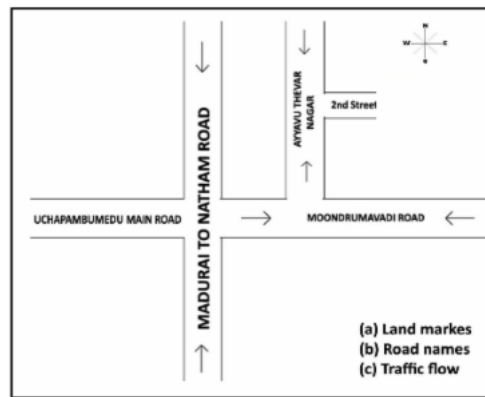 N
W E
S
AYYAVU THEVAR
NAGAR
2nd Street
MADURAI TO NATHAM ROAD
UCHAPAMBUMEDU MAIN ROAD
MOONDRUMAVADI ROAD
(a) Land markes
(b) Road names
(c) Traffic flow